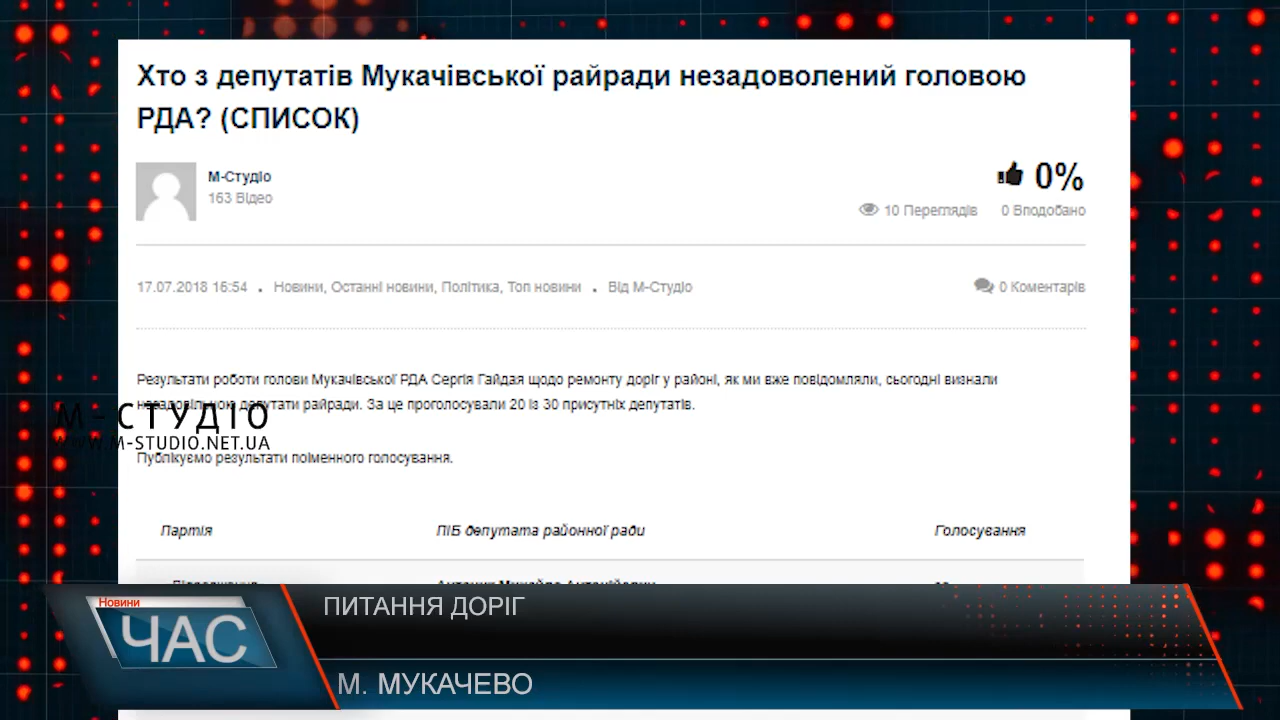 Хто з депутатів Мукачівської райради незадоволений головою
РДА? (СПИСОК)
М-Студіо
163 Відео
0%
10 Переглядів 0 Вподобано
17.07.2018 16:54 . Новини, Останні новини, Політика, Топ новини . Від М-Студіо
0 Коментарів
Результати роботи голови Мукачівської РДА Сергія Гайдая щодо ремонту доріг у районі, як ми вже повідомляли, сьогодні визнали
незадовільною депутати райради. За це проголосували 20 із 30 присутніх депутатів.
М-СТУДІО
WWW.M-STUDIO.NET.UA
Публікуємо результати поіменного голосування.
Партія ПІБ депутата районної ради Голосування
Новини
ЧАС
ПИТАННЯ ДОРІГ
М. МУКАЧЕВО